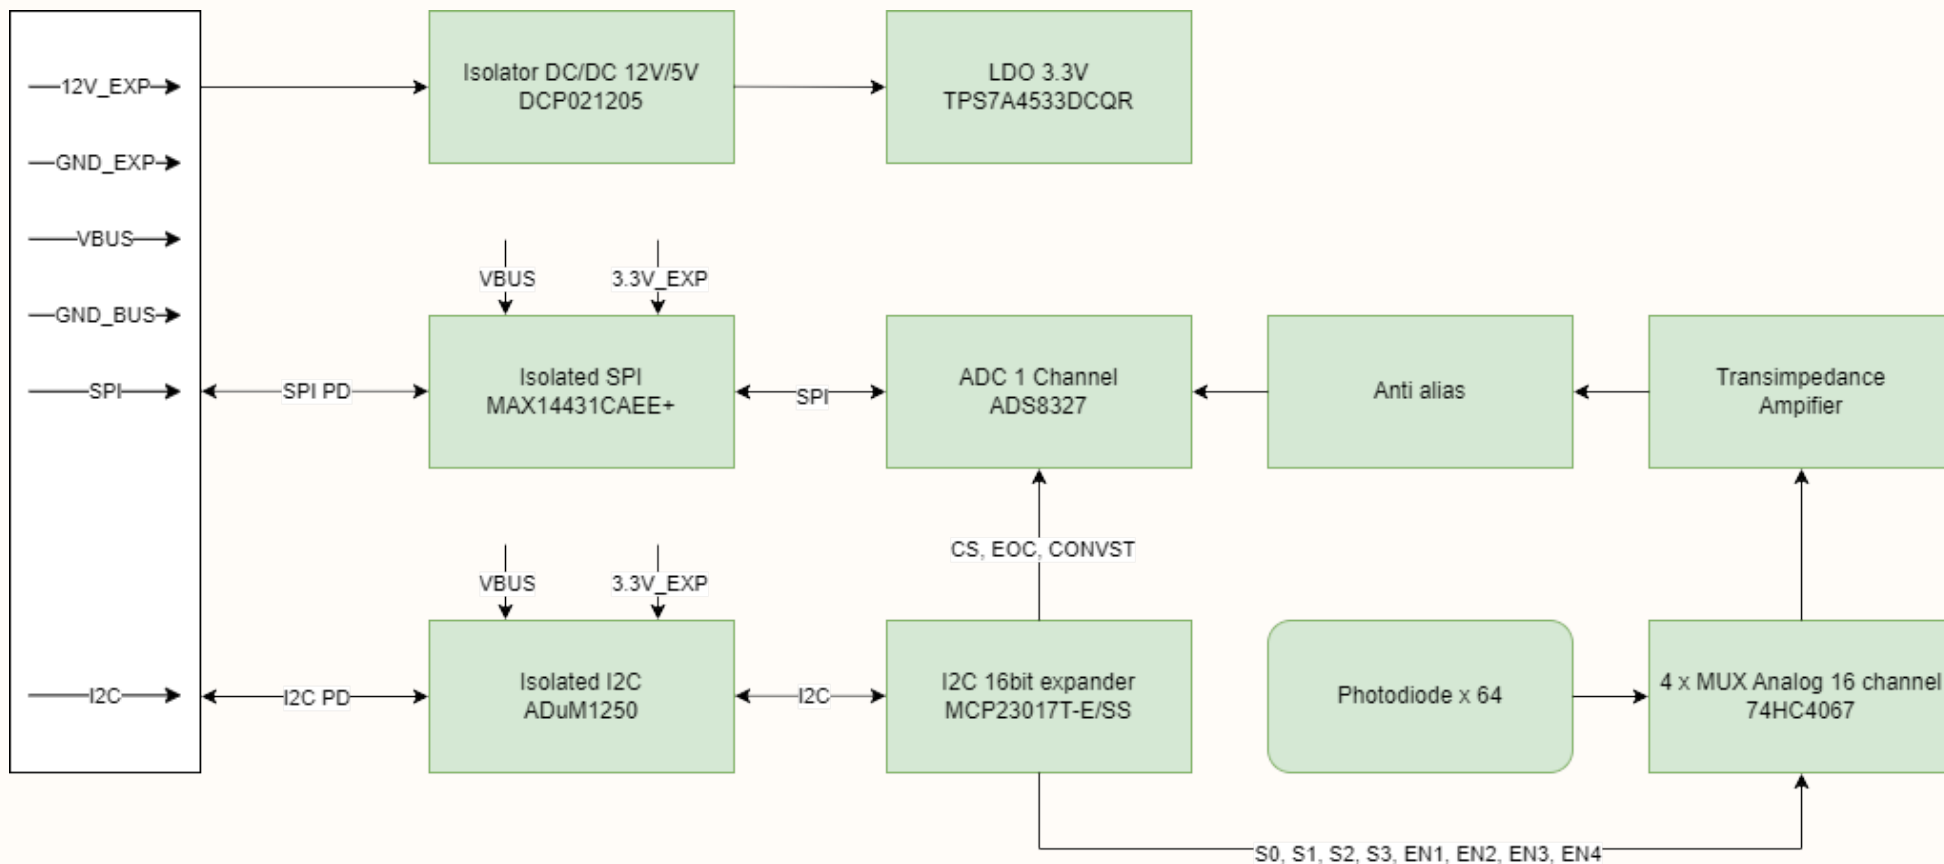 12V_EXP
GND_EXP
VBUS
GND_BUS
SPI
I2C
Isolator DC/DC 12V/5V
DCP021205
LDO 3.3V
TPS7A4533DCQR
VBUS
3.3V_EXP
SPI PD
Isolated SPI
MAX14431CAEE+
SPI
ADC 1 Channel
ADS8327
Anti alias
Transimpedance
Ampifier
CS, EOC, CONVST
VBUS
3.3V_EXP
I2C PD
Isolated I2C
ADuM1250
I2C
I2C 16bit expander
MCP23017T-E/SS
Photodiode x 64
4 x MUX Analog 16 channel
74HC4067
S0, S1, S2, S3, EN1, EN2, EN3, EN4